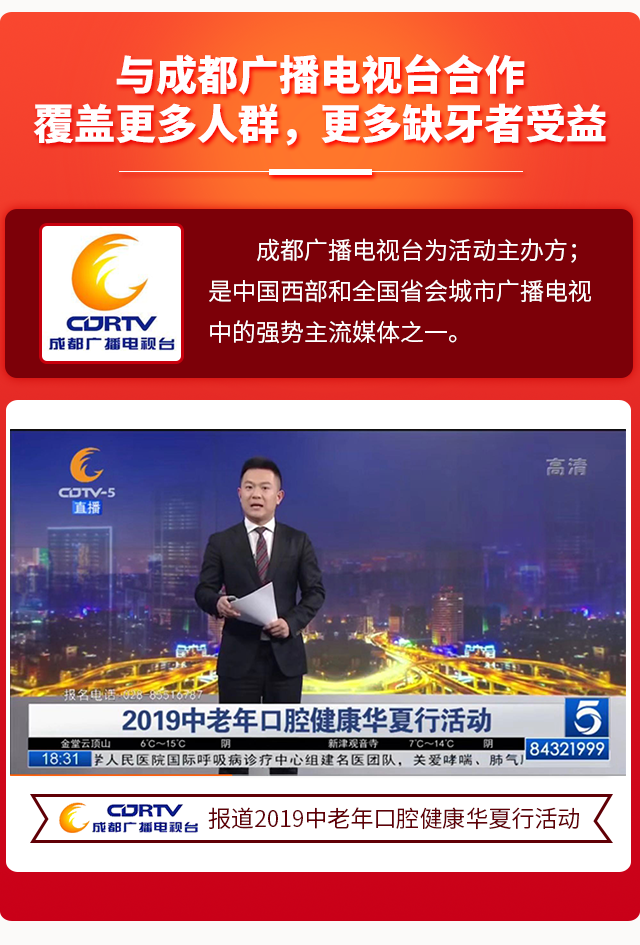 与成都广播电视台合作
覆盖更多人群，更多缺牙者受益
CDRTV
成都广播电视台
成都广播电视台为活动主办方；
是中国西部和全国省会城市广播电视
中的强势主流媒体之一。
CDTV-5
直播
高清
报名电话：028-85516787
2019中老年口腔健康华夏行活动
5
金堂云顶山 6℃～15℃ 阴 新津观音寺 7℃～14℃ 阴
84321999
18:31 学人民医院国际呼吸病诊疗中心组建名医团队，关爱哮喘、肺气
CDRTV
成都广播电视台
报道2019中老年口腔健康华夏行活动